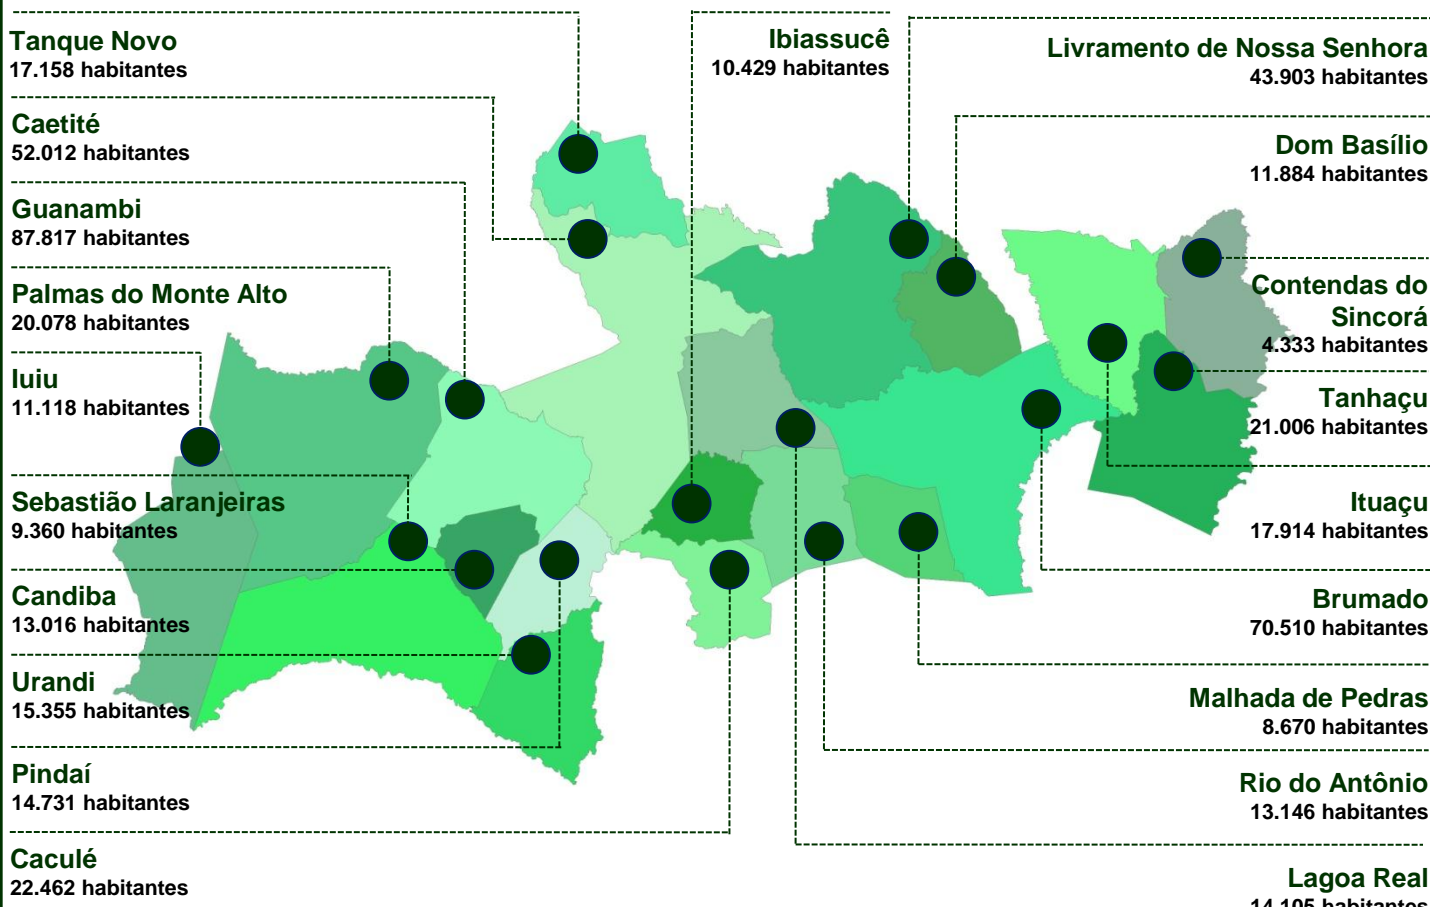 Tanque Novo
17.158 habitantes
Caetité
52.012 habitantes
Guanambi
87.817 habitantes
Palmas do Monte Alto
20.078 habitantes
Iuiu
11.118 habitantes
Sebastião Laranjeiras
9.360 habitantes
Candiba
13.016 habitantes
Urandi
15.355 habitantes
Pindaí
14.731 habitantes
Caculé
22.462 habitantes
Ibiassucê
10.429 habitantes
Livramento de Nossa Senhora
43.903 habitantes
Dom Basílio
11.884 habitantes
Contendas do
Sincorá
4.333 habitantes
Tanhaçu
21.006 habitantes
Ituaçu
17.914 habitantes
Brumado
70.510 habitantes
Malhada de Pedras
8.670 habitantes
Rio do Antônio
13.146 habitantes
Lagoa Real
14.105 habitantes